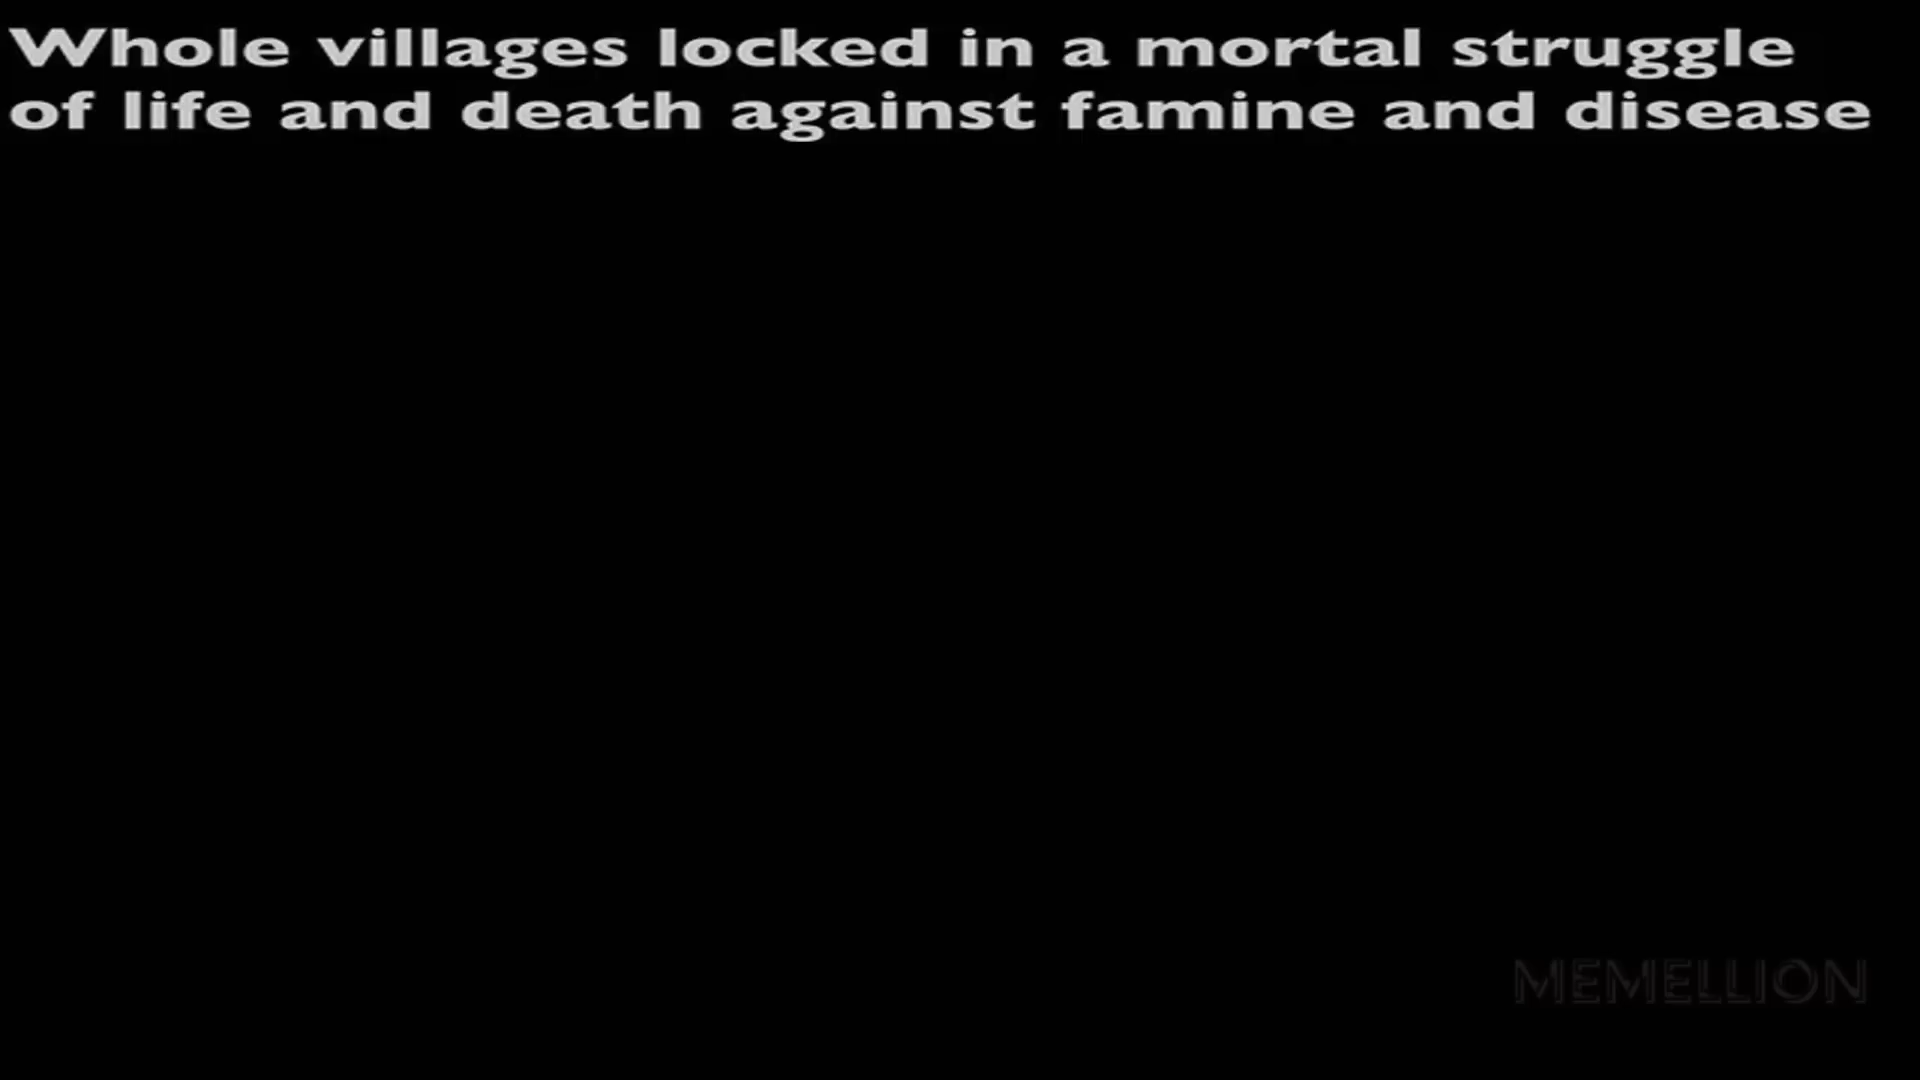 Whole villages locked in a mortal struggle
of life and death against famine and disease
MEMELLION